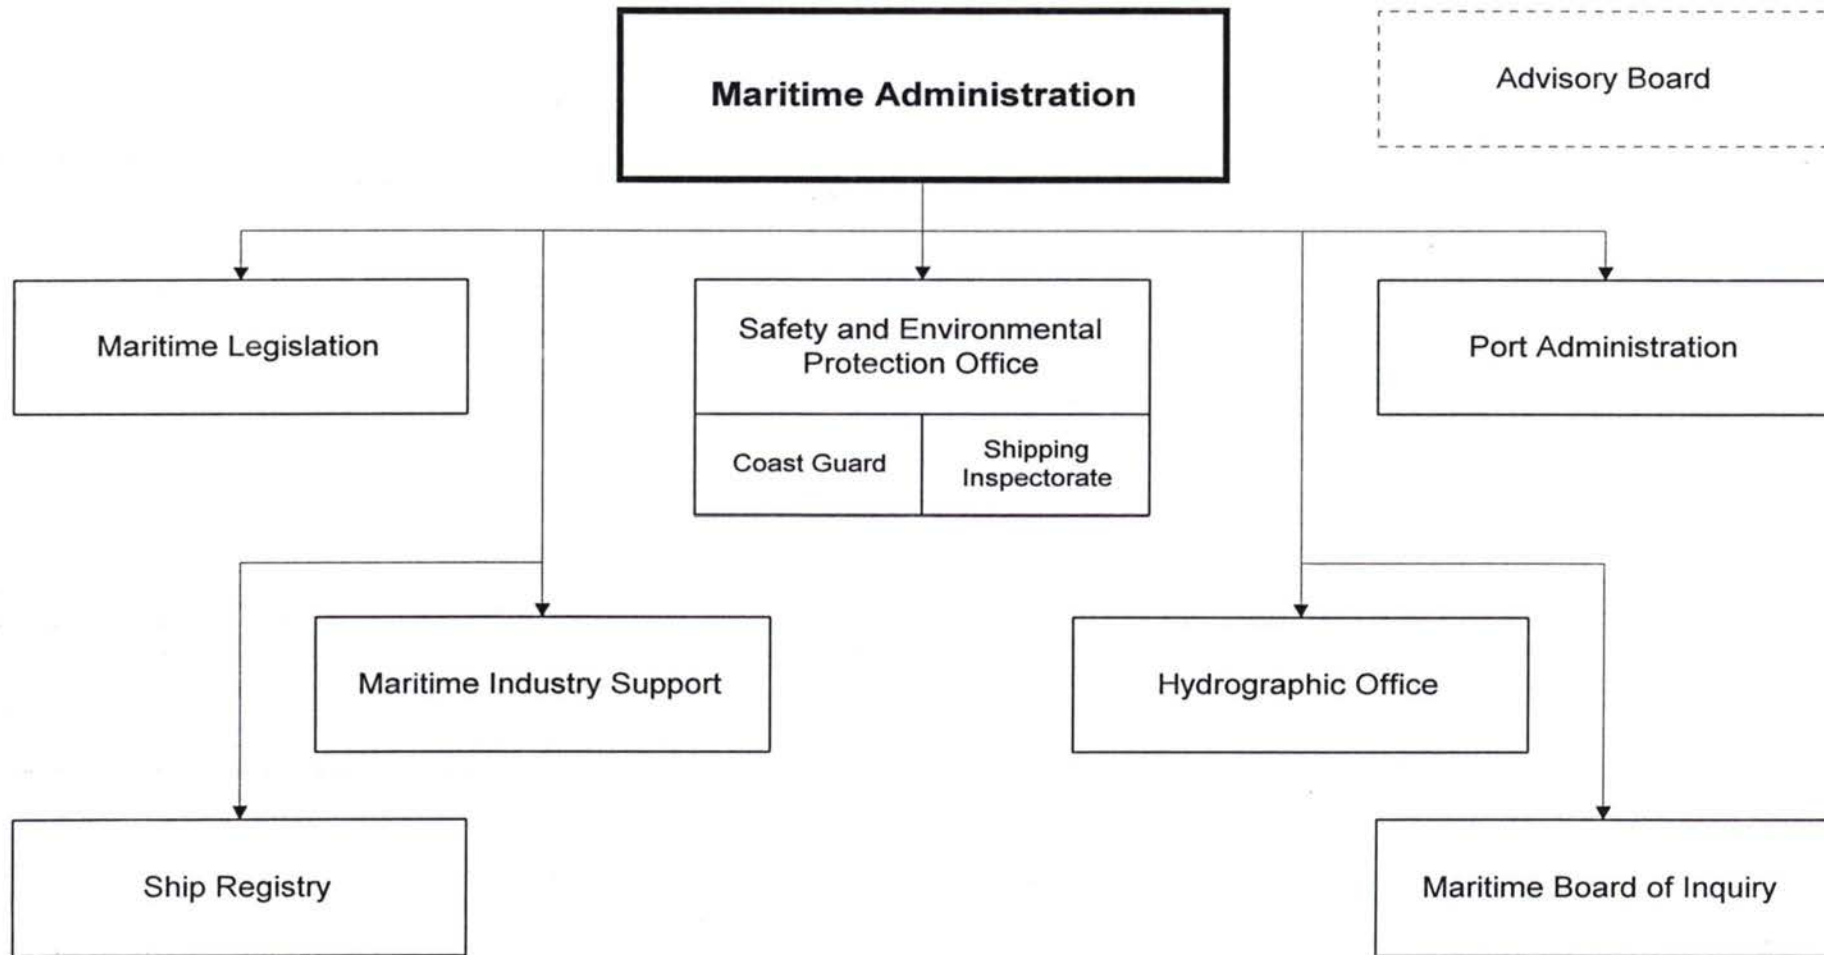 Maritime Administration
Advisory Board
Maritime Legislation
Safety and Environmental
Protection Office
Port Administration
Coast Guard
Shipping
Inspectorate
Maritime Industry Support
Hydrographic Office
Ship Registry
Maritime Board of Inquiry